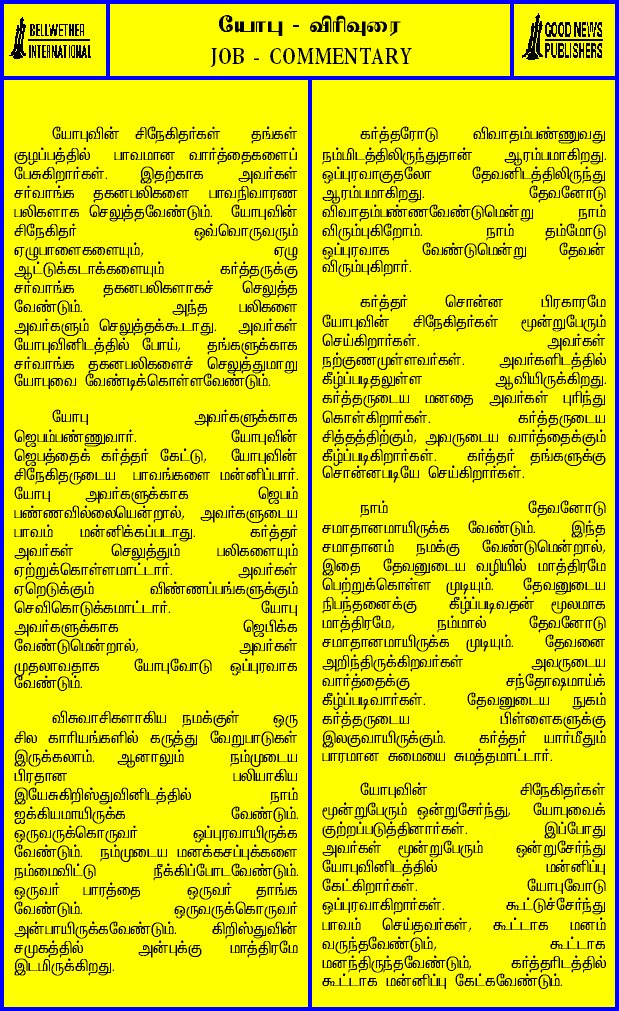 BELLWETHER
INTERNATIONAL
யோபு - விரிவுரை
JOB - COMMENTARY
GOOD NEWS
PUBLISHERS
யோபுவின் சிநேகிதர்கள் தங்கள்
குழப்பத்தில் பாவமான வார்த்தைகளைப்
பேசுகிறார்கள். இதற்காக அவர்கள்
சர்வாங்க தகனபலிகளை பாவநிவாரண
பலிகளாக செலுத்தவேண்டும். யோபுவின்
சிநேகிதர் ஒவ்வொருவரும்
ஏழுபாளைகளையும், ஏழு
ஆட்டுக்கடாக்களையும் கர்த்தருக்கு
சர்வாங்க தகனபலிகளாகச் செலுத்த
வேண்டும். அந்த பலிகளை
அவர்களும் செலுத்தக்கூடாது. அவர்கள்
யோபுவினிடத்தில் போய், தங்களுக்காக
சர்வாங்க தகனபலிகளைச் செலுத்துமாறு
யோபுவை வேண்டிக்கொள்ளவேண்டும்.
யோபு அவர்களுக்காக
ஜெபம்பண்ணுவார். யோபுவின்
ஜெபத்தைக் கர்த்தர் கேட்டு, யோபுவின்
சிநேகிதருடைய பாவங்களை மன்னிப்பார்.
யோபு அவர்களுக்காக ஜெபம்
பண்ணவில்லையென்றால், அவர்களுடைய
பாவம் மன்னிக்கப்படாது. கர்த்தர்
அவர்கள் செலுத்தும் பலிகளையும்
ஏற்றுக்கொள்ளமாட்டார். அவர்கள்
ஏறெடுக்கும் விண்ணப்பங்களுக்கும்
செவிகொடுக்கமாட்டார். யோபு
அவர்களுக்காக ஜெபிக்க
வேண்டுமென்றால், அவர்கள்
முதலாவதாக யோபுவோடு ஒப்புரவாக
வேண்டும்.
விசுவாசிகளாகிய நமக்குள் ஒரு
சில காரியங்களில் கருத்து வேறுபாடுகள்
இருக்கலாம். ஆனாலும் நம்முடைய
பிரதான பலியாகிய
இயேசுகிறிஸ்துவினிடத்தில் நாம்
ஐக்கியமாயிருக்க வேண்டும்.
ஒருவருக்கொருவர் ஒப்புரவாயிருக்க
வேண்டும். நம்முடைய மனக்கசப்புக்களை
நம்மைவிட்டு நீக்கிப்போடவேண்டும்.
ஒருவர் பாரத்தை ஒருவர் தாங்க
வேண்டும். ஒருவருக்கொருவர்
அன்பாயிருக்கவேண்டும். கிறிஸ்துவின்
சமுகத்தில் அன்புக்கு மாத்திரமே
இடமிருக்கிறது.
கர்த்தரோடு விவாதம்பண்ணுவது
நம்மிடத்திலிருந்துதான் ஆரம்பமாகிறது.
ஒப்புரவாகுதலோ தேவனிடத்திலிருந்து
ஆரம்பமாகிறது. தேவனோடு
விவாதம்பண்ணவேண்டுமென்று நாம்
விரும்புகிறோம். நாம் தம்மோடு
ஒப்புரவாக வேண்டுமென்று தேவன்
விரும்புகிறார்.
கர்த்தர் சொன்ன பிரகாரமே
யோபுவின் சிநேகிதர்கள் மூன்றுபேரும்
செய்கிறார்கள். அவர்கள்
நற்குணமுள்ளவர்கள். அவர்களிடத்தில்
கீழ்ப்படிதலுள்ள ஆவியிருக்கிறது.
கர்த்தருடைய மனதை அவர்கள் புரிந்து
கொள்கிறார்கள். கர்த்தருடைய
சித்தத்திற்கும், அவருடைய வார்த்தைக்கும்
கீழ்ப்படிகிறார்கள். கர்த்தர் தங்களுக்கு
சொன்னபடியே செய்கிறார்கள்.
நாம் தேவனோடு
சமாதானமாயிருக்க வேண்டும். இந்த
சமாதானம் நமக்கு வேண்டுமென்றால்,
இதை தேவனுடைய வழியில் மாத்திரமே
பெற்றுக்கொள்ள முடியும். தேவனுடைய
நிபந்தனைக்கு கீழ்ப்படிவதன் மூலமாக
மாத்திரமே, நம்மால் தேவனோடு
சமாதானமாயிருக்க முடியும். தேவனை
அறிந்திருக்கிறவர்கள் அவருடைய
வார்த்தைக்கு சந்தோஷமாய்க்
கீழ்ப்படிவார்கள். தேவனுடைய நுகம்
கர்த்தருடைய பிள்ளைகளுக்கு
இலகுவாயிருக்கும். கர்த்தர் யார்மீதும்
பாரமான சுமையை சுமத்தமாட்டார்.
யோபுவின் சிநேகிதர்கள்
மூன்றுபேரும் ஒன்றுசேர்ந்து, யோபுவைக்
குற்றப்படுத்தினார்கள். இப்போது
அவர்கள் மூன்றுபேரும் ஒன்றுசேர்ந்து
யோபுவினிடத்தில் மன்னிப்பு
கேட்கிறார்கள். யோபுவோடு
ஒப்புரவாகிறார்கள். கூட்டுச்சேர்ந்து
பாவம் செய்தவர்கள், கூட்டாக மனம்
வருந்தவேண்டும், கூட்டாக
மனந்திருந்தவேண்டும், கர்த்தரிடத்தில்
கூட்டாக மன்னிப்பு கேட்கவேண்டும்.